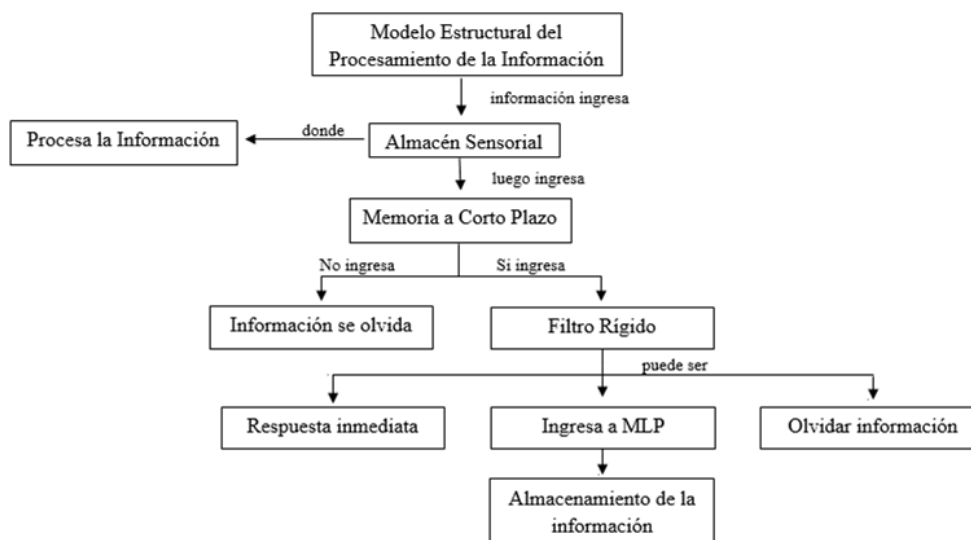 Modelo Estructural del
Procesamiento de la Información
información ingresa
Procesa la Información
donde
Almacén Sensorial
luego ingresa
Memoria a Corto Plazo
No ingresa
Si ingresa
Información se olvida
Filtro Rígido
puede ser
Respuesta inmediata
Ingresa a MLP
Olvidar información
Almacenamiento de la
información